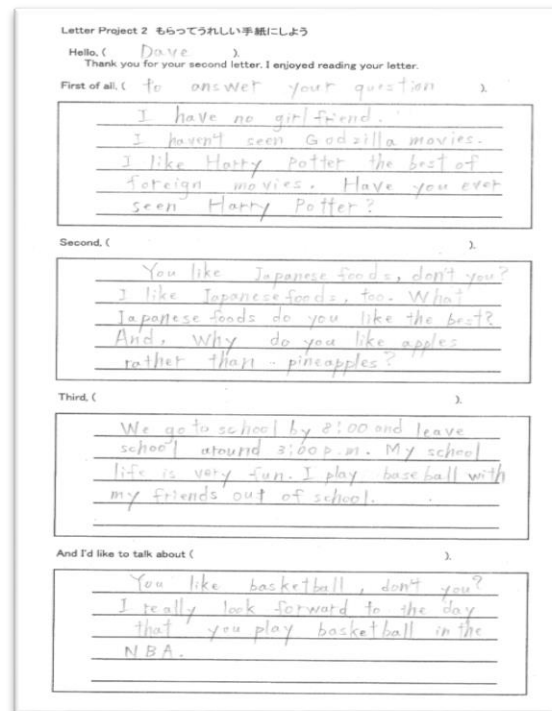 Letter Project 2 もらってうれしい手紙にしよう
Hello, ( Dave ).
Thank you for your second letter. I enjoyed reading your letter.
First of all, ( to answer your question ).
I have no girlfriend.
I haven't seen Godzilla movies.
I like Harry Potter the best of
foreign movies. Have you ever
seen Harry Potter?
Second, ( ).
You like Japanese foods, don't you?
I like Japanese foods, too. What
Japanese foods do you like the best?
And, Why do you like apples
rather than pineapples?
Third, ( ).
We go to school by 8:00 and leave
school around 3:00 p.m. My school
life is very fun. I play baseball with
my friends out of school.
And I'd like to talk about ( ).
You like basketball, don't you?
I really look forward to the day
that you play basketball in the
NBA.